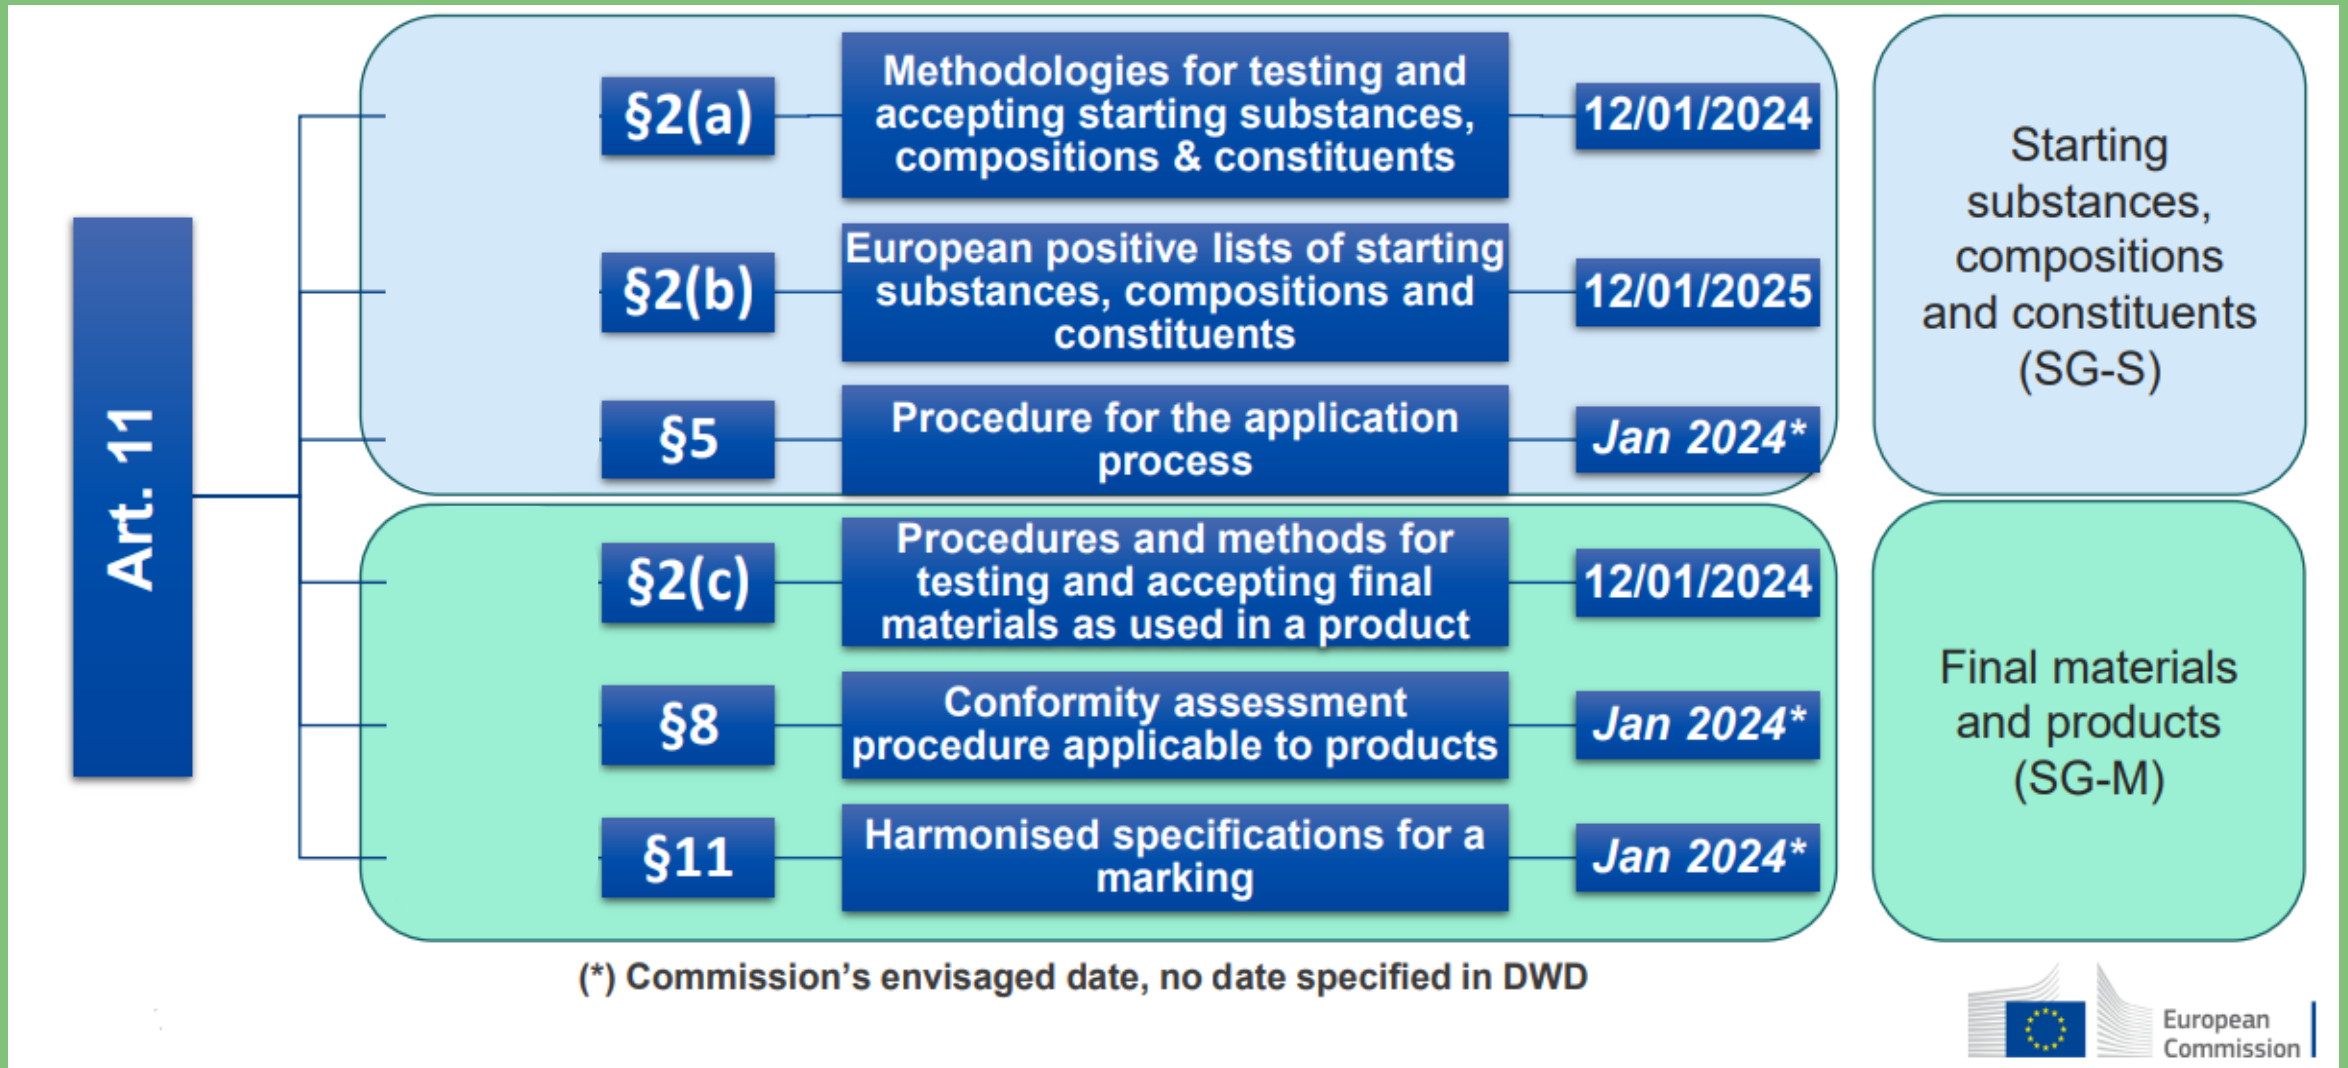 Art. 11
§2(a)
Methodologies for testing and
accepting starting substances,
compositions & constituents
12/01/2024
§2(b)
European positive lists of starting
substances, compositions and
constituents
12/01/2025
§5
Procedure for the application
process
Jan 2024*
Starting
substances,
compositions
and constituents
(SG-S)
§2(c)
Procedures and methods for
testing and accepting final
materials as used in a product
12/01/2024
§8
Conformity assessment
procedure applicable to products
Jan 2024*
§11
Harmonised specifications for a
marking
Jan 2024*
Final materials
and products
(SG-M)
(*) Commission’s envisaged date, no date specified in DWD
European
Commission